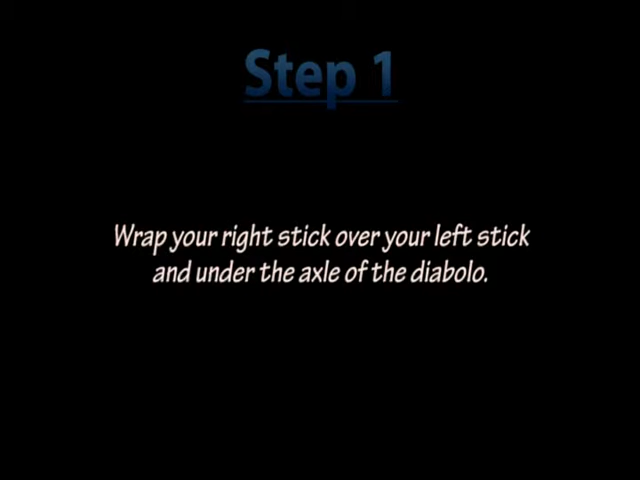 Step 1
Wrap your right stick over your left stick
and under the axle of the diabolo.